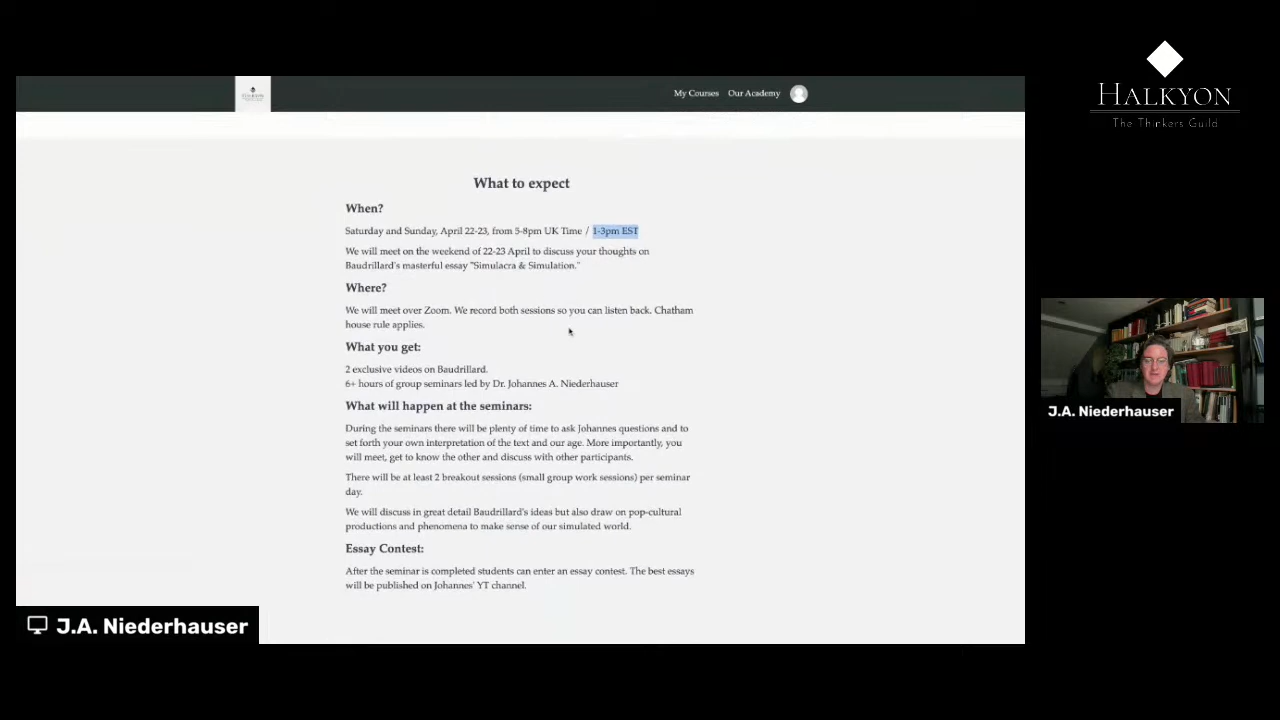 HALKYON
The Thinkers Guild
My Courses Our Academy
What to expect
When?
Saturday and Sunday, April 22-23, from 5-8pm UK Time / 1-3pm EST
We will meet on the weekend of 22-23 April to discuss your thoughts on
Baudrillard's masterful essay "Simulacra & Simulation."
Where?
We will meet over Zoom. We record both sessions so you can listen back. Chatham
house rule applies.
What you get:
2 exclusive videos on Baudrillard.
6+ hours of group seminars led by Dr. Johannes A. Niederhauser
What will happen at the seminars:
During the seminars there will be plenty of time to ask Johannes questions and to
set forth your own interpretation of the text and our age. More importantly, you
will meet, get to know the other and discuss with other participants.
There will be at least 2 breakout sessions (small group work sessions) per seminar
day.
We will discuss in great detail Baudrillard's ideas but also draw on pop-cultural
productions and phenomena to make sense of our simulated world.
Essay Contest:
After the seminar is completed students can enter an essay contest. The best essays
will be published on Johannes' YT channel.
J.A. Niederhauser
J.A. Niederhauser